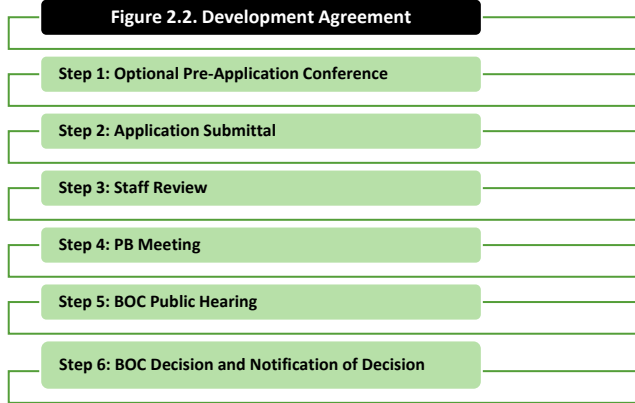 Figure 2.2. Development Agreement
Step 1: Optional Pre-Application Conference
Step 2: Application Submittal
Step 3: Staff Review
Step 4: PB Meeting
Step 5: BOC Public Hearing
Step 6: BOC Decision and Notification of Decision